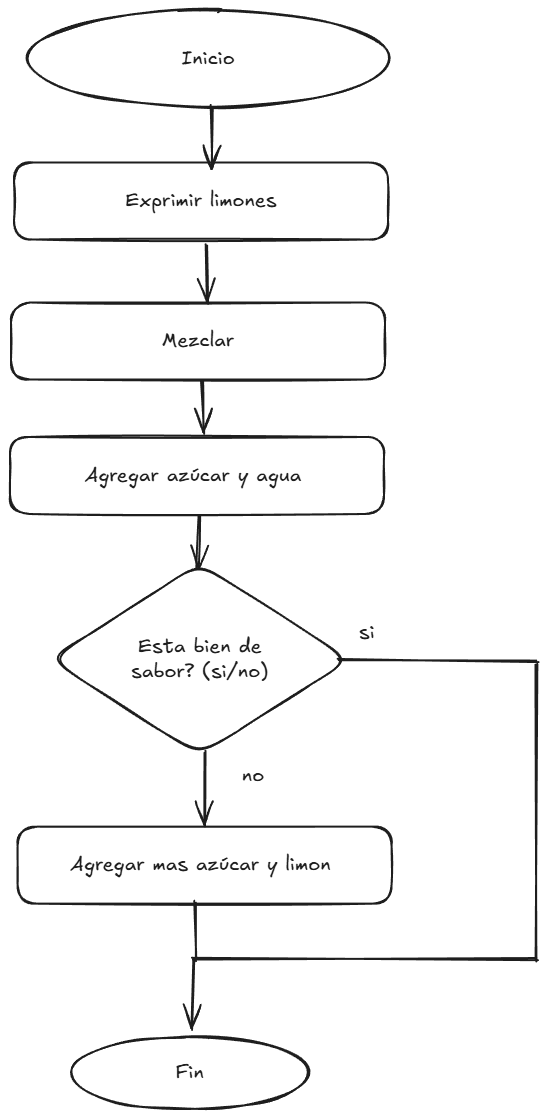 Inicio
Exprimir limones
Mezclar
Agregar azúcar y agua
Esta bien de
sabor? (si/no)
si
no
Agregar mas azúcar y limon
Fin